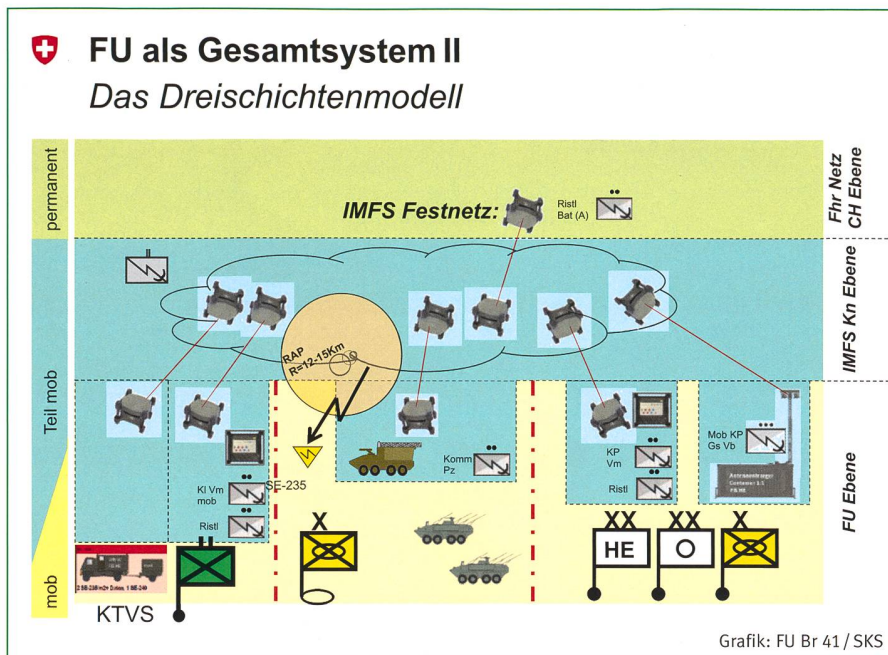 FU als Gesamtsystem II
Das Dreischichtenmodell
permanent
Teil mob
mob
IMFS Festnetz:
Ristl
Bat (A)
Fhr Netz
CH Ebene
IMFS Kn Ebene
FU Ebene
RAP
R=12-15Km
Kl Vm
mob
SE-235
Ristl
Komm
Pz
KP
Vm
Ristl
Mob KP
Gs Vb
X
XX
XX
X
HE
KTVS
Grafik: FU Br 41 / SKS